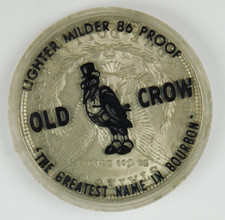 LIGHTER MILDER 86 PROOF
OLD CROW
"THE GREATEST NAME IN BOURBON"